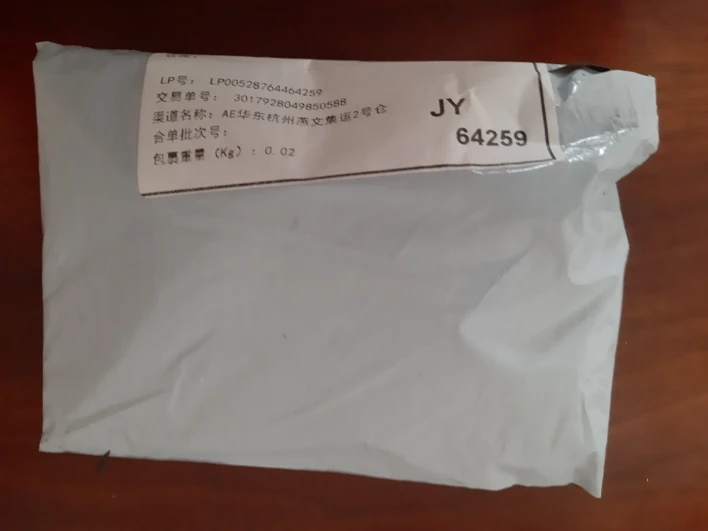 LP号： LP00528764464259
交易单号： 3017928049850588
渠道名称： AE华东杭州燕文集运2号仓
合单批次号：
包裹重量（Kg）：0.02
JY
64259